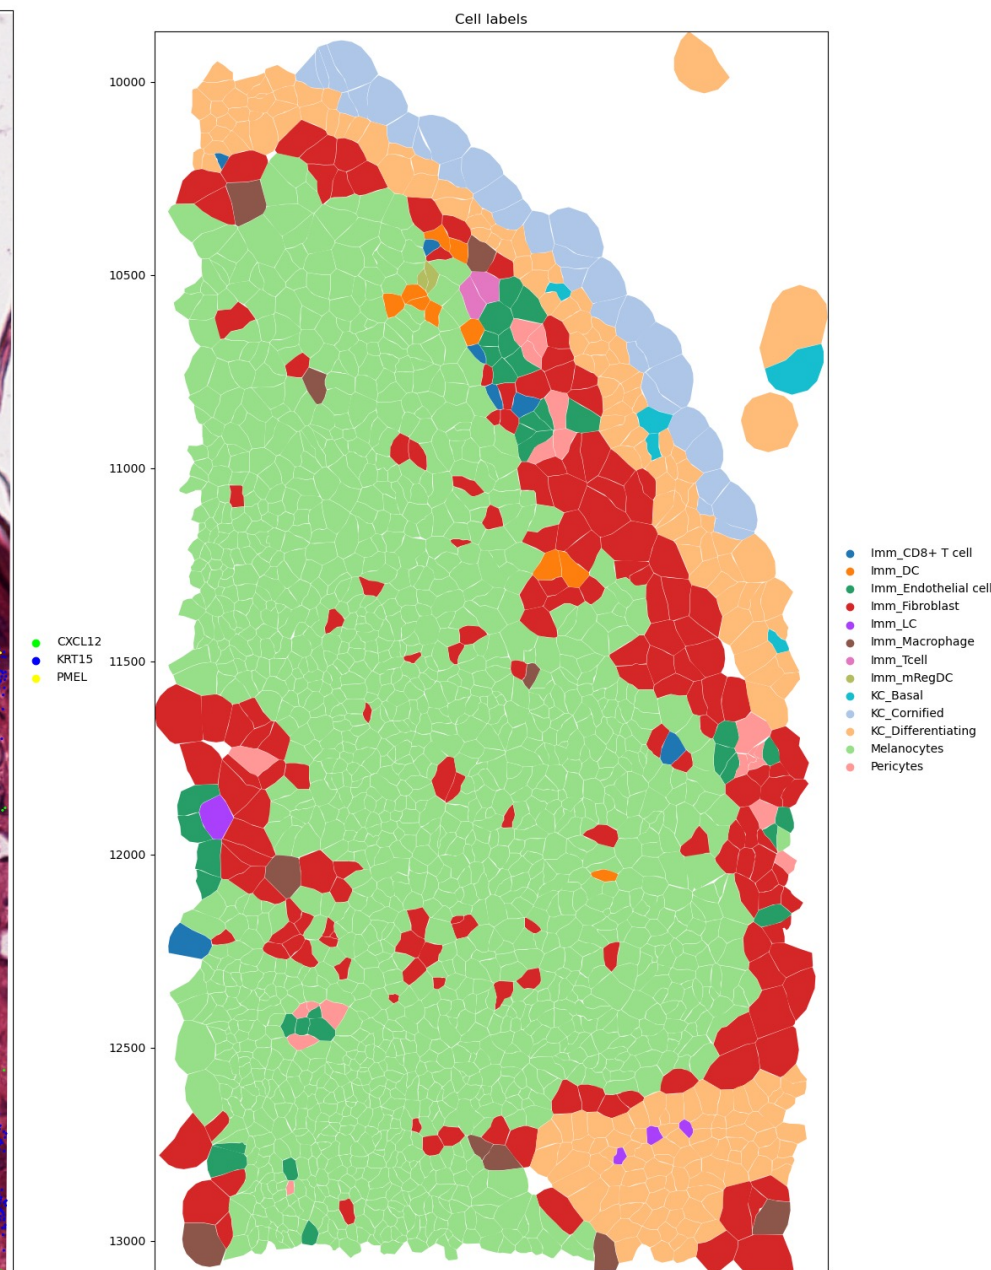 Cell labels
10000
10500
11000
11500
12000
12500
13000
CXCL12
KRT15
PMEL
Imm_CD8+ T cell
Imm_DC
Imm_Endothelial cell
Imm_Fibroblast
Imm_LC
Imm_Macrophage
Imm_Tcell
Imm_mRegDC
KC_Basal
KC_Cornified
KC_Differentiating
Melanocytes
Pericytes